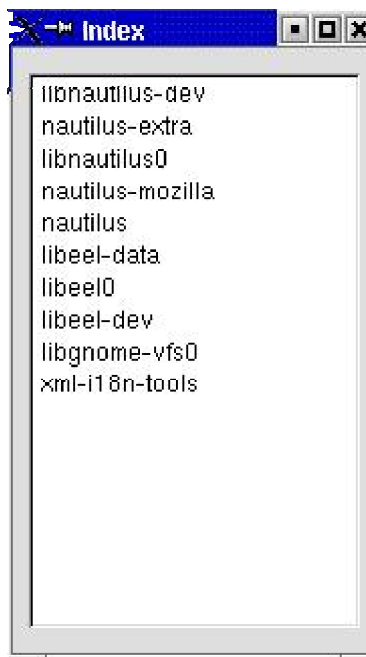 Index
libnautilus-dev
nautilus-extra
libnautilus0
nautilus-mozilla
nautilus
libeel-data
libeel0
libeel-dev
libgnome-vfs0
xml-i18n-tools